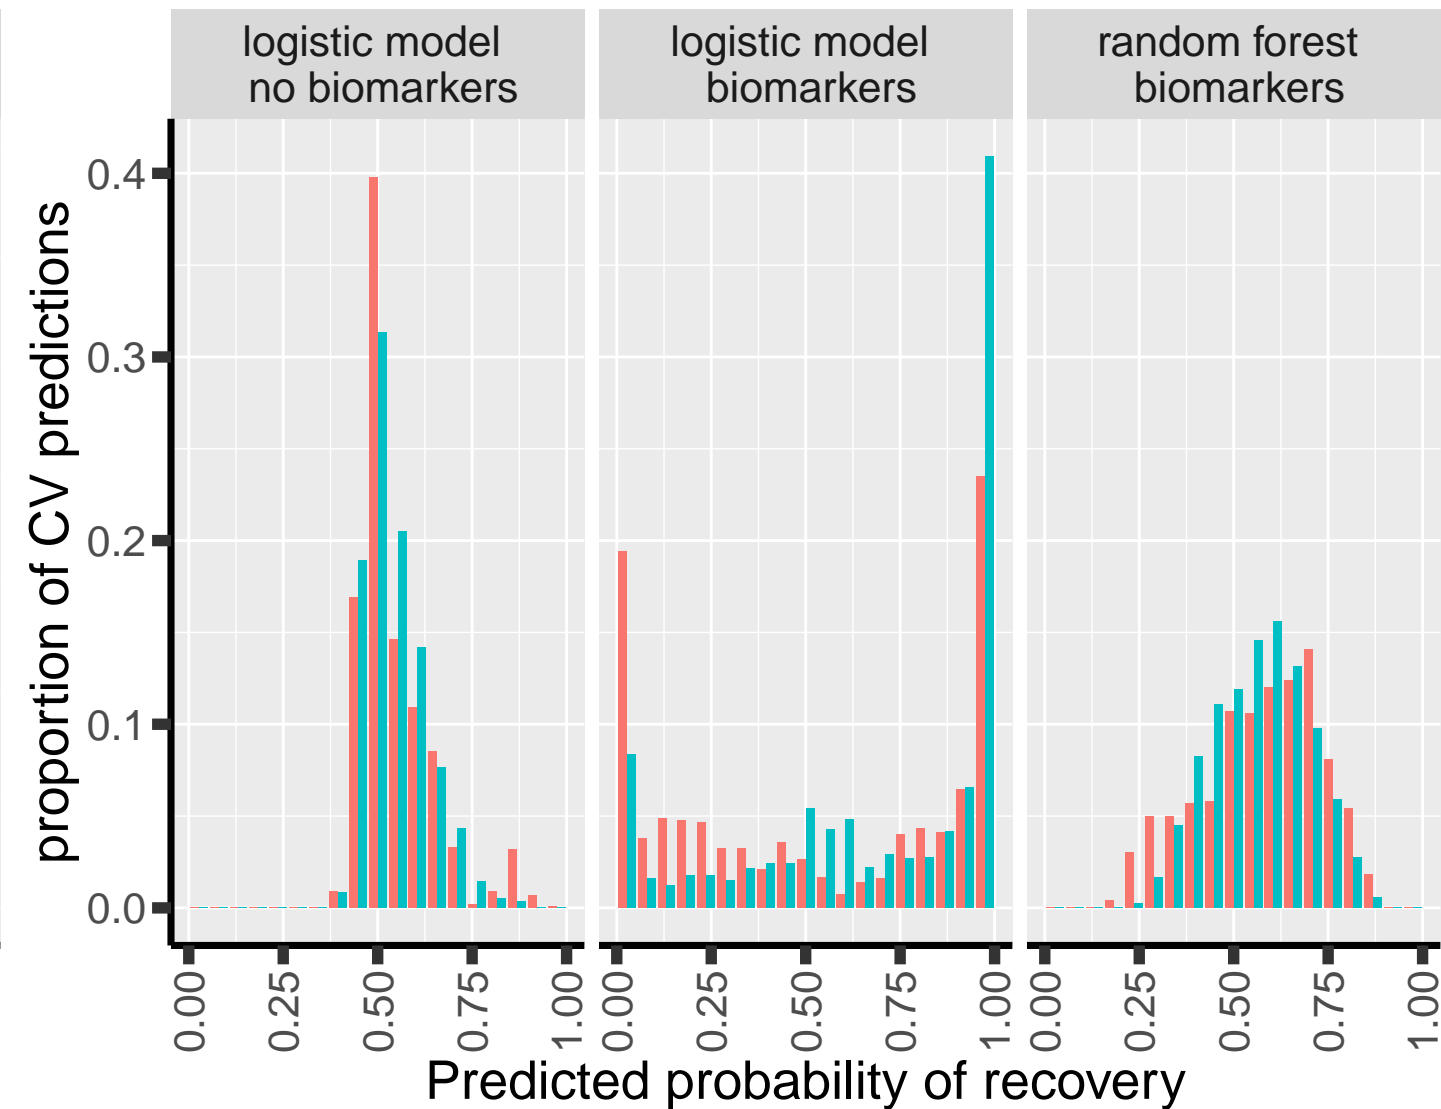 logistic model
no biomarkers
logistic model
biomarkers
random forest
biomarkers
proportion of CV predictions
0.4
0.3
0.2
0.1
0.0
0.00 0.25 0.50 0.75 1.00 0.00 0.25 0.50 0.75 1.00 0.00 0.25 0.50 0.75 1.00
Predicted probability of recovery